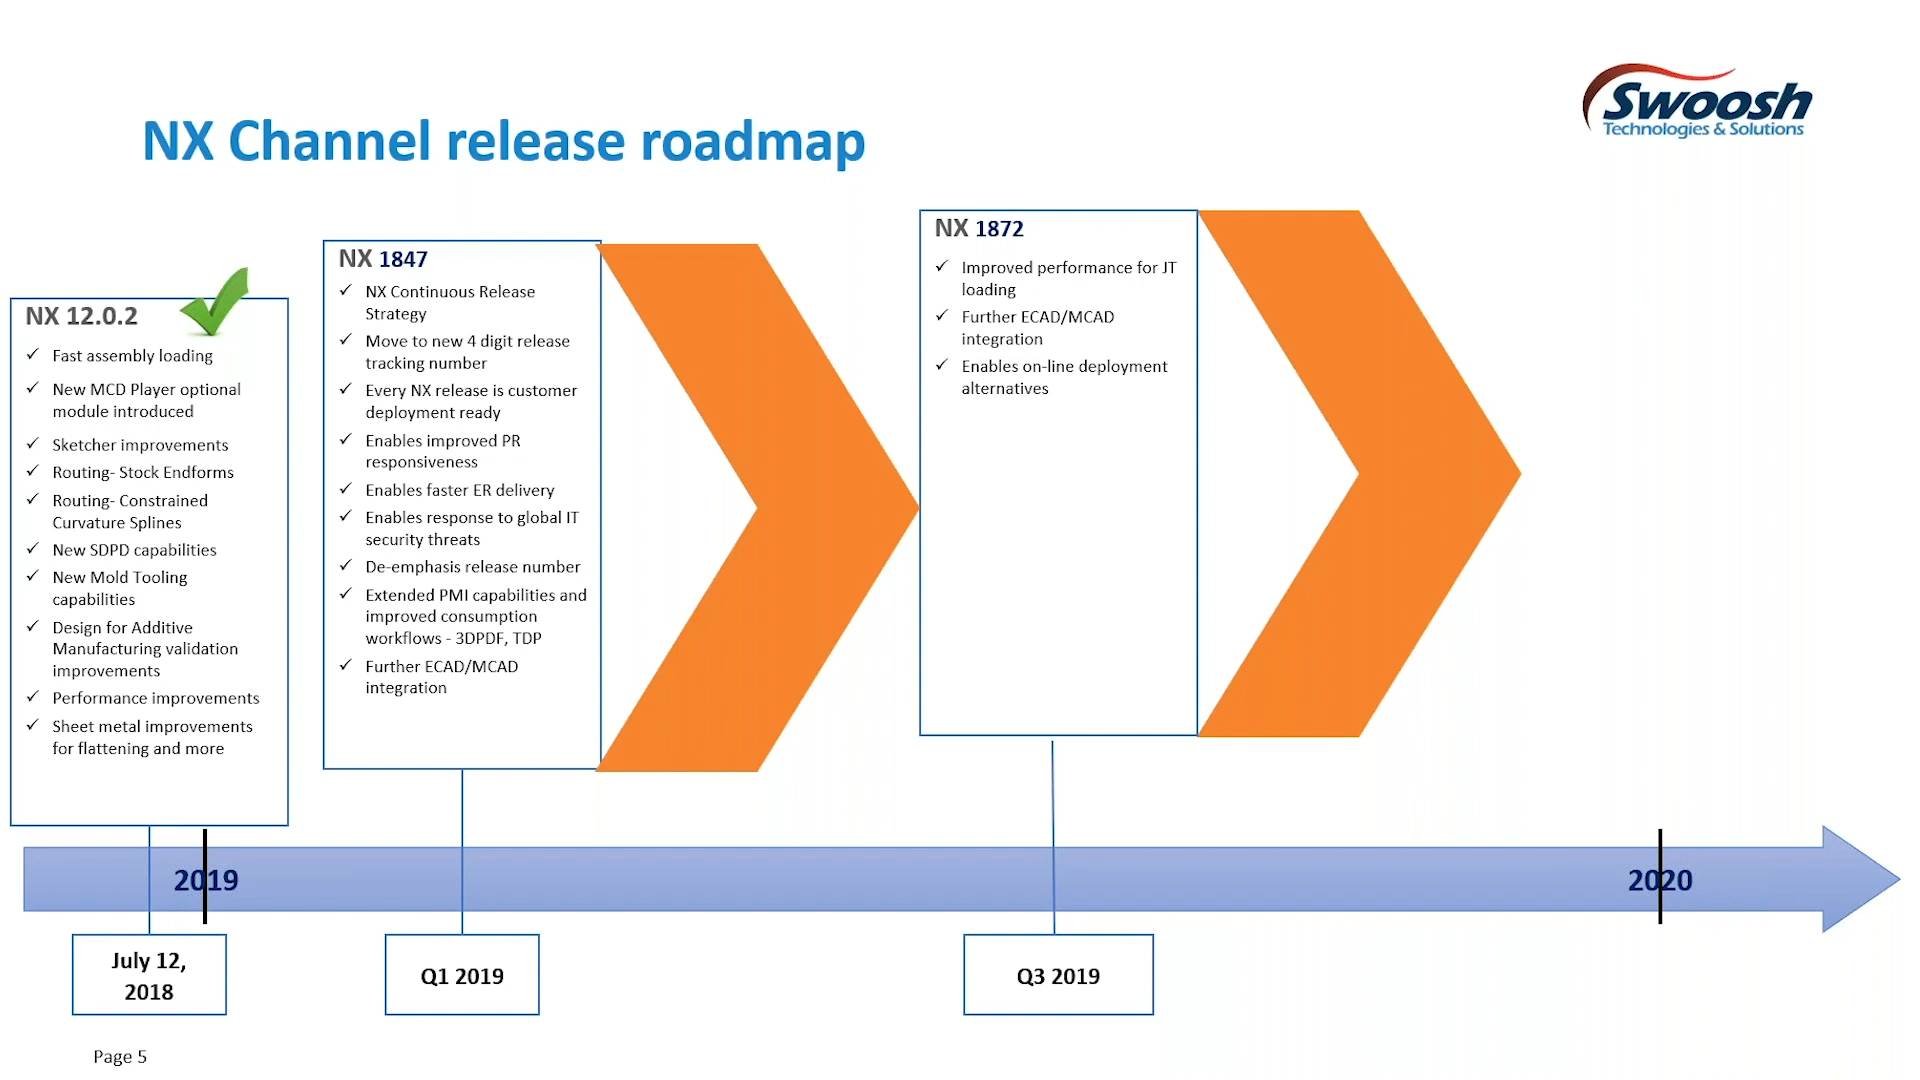 Swoosh
Technologies & Solutions
NX Channel release roadmap
NX 12.0.2
Fast assembly loading
New MCD Player optional
module introduced
Sketcher improvements
Routing- Stock Endforms
Routing- Constrained
Curvature Splines
New SDPD capabilities
New Mold Tooling
capabilities
Design for Additive
Manufacturing validation
improvements
Performance improvements
Sheet metal improvements
for flattening and more
NX 1847
NX Continuous Release
Strategy
Move to new 4 digit release
tracking number
Every NX release is customer
deployment ready
Enables improved PR
responsiveness
Enables faster ER delivery
Enables response to global IT
security threats
De-emphasis release number
Extended PMI capabilities and
improved consumption
workflows - 3DPDF, TDP
Further ECAD/MCAD
integration
NX 1872
Improved performance for JT
loading
Further ECAD/MCAD
integration
Enables on-line deployment
alternatives
2019
2020
July 12,
2018
Q1 2019
Q3 2019
Page 5